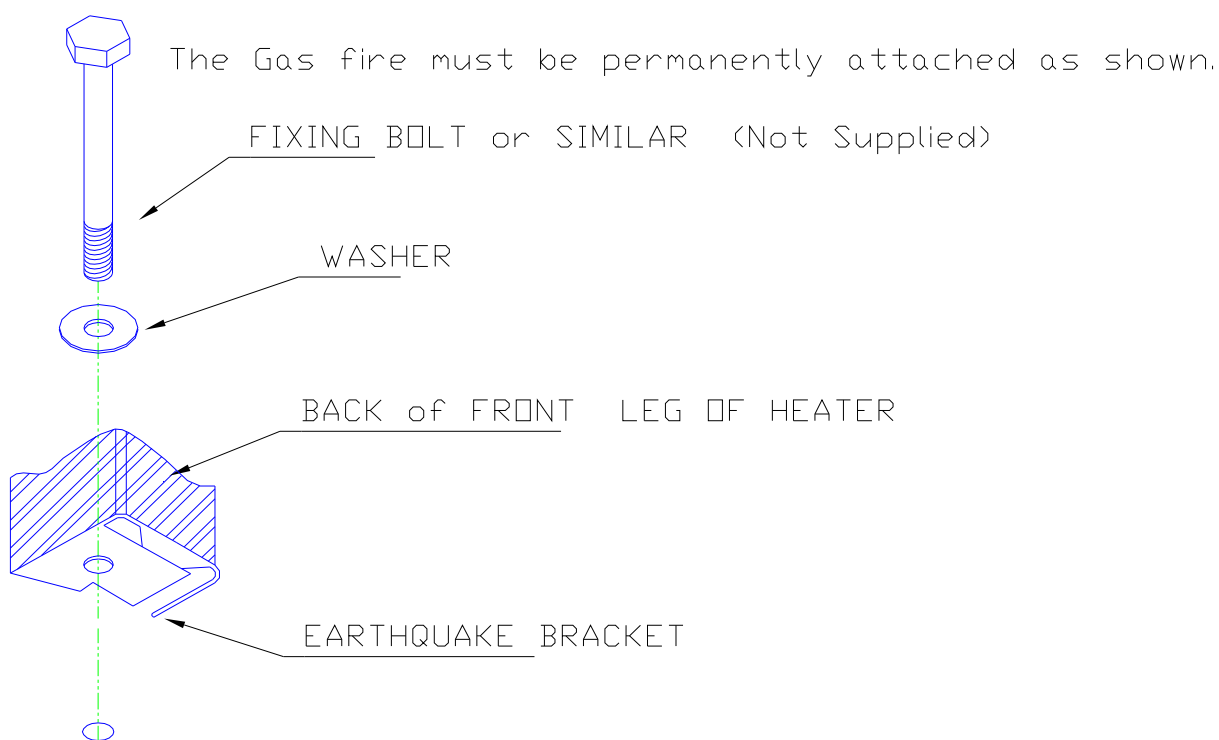 The Gas fire must be permanently attached as shown.
FIXING BOLT or SIMILAR (Not Supplied)
WASHER
BACK of FRONT LEG OF HEATER
EARTHQUAKE BRACKET